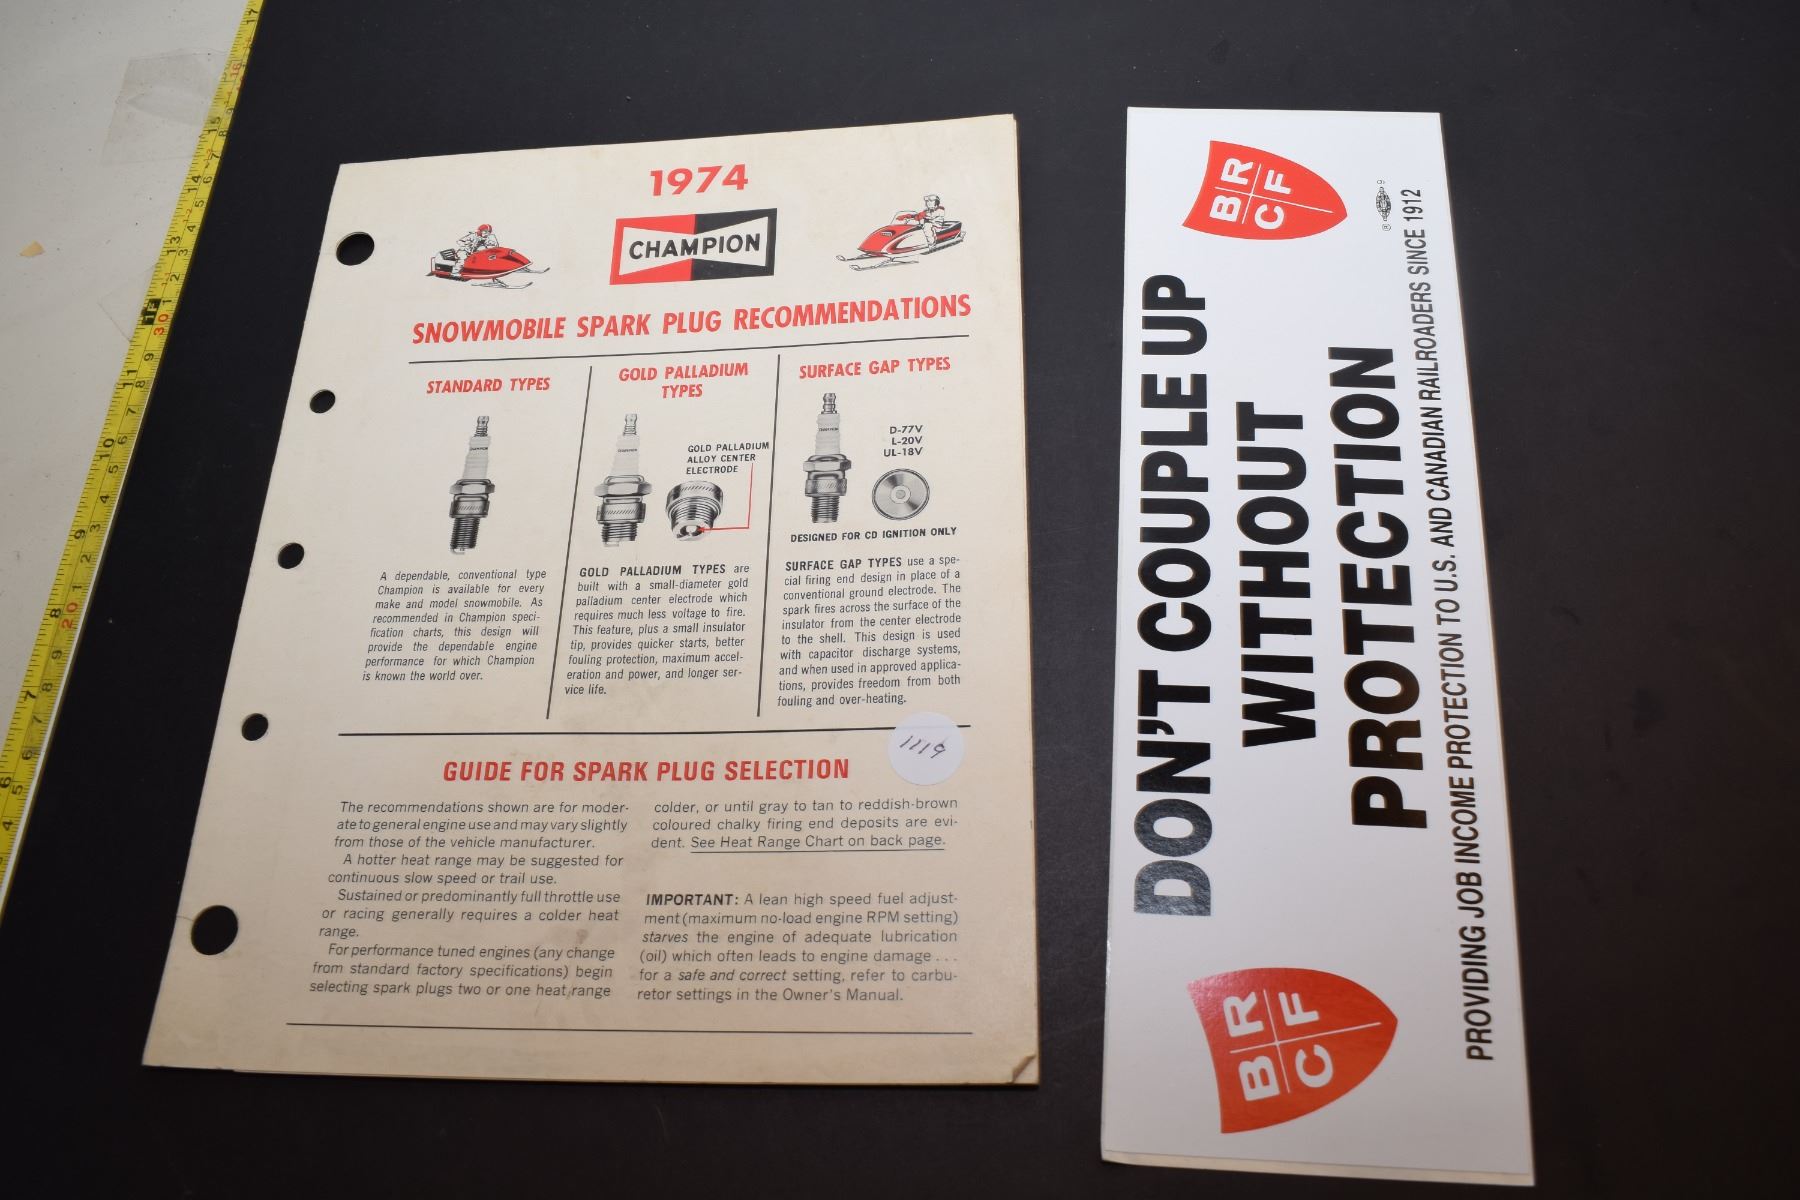 1974
CHAMPION
SNOWMOBILE SPARK PLUG RECOMMENDATIONS
STANDARD TYPES
A dependable, conventional type
Champion is available for every
make and model snowmobile. As
recommended in Champion speci-
fication charts, this design will
provide the dependable engine
performance for which Champion
is known the world over.
GOLD PALLADIUM
TYPES
GOLD PALLADIUM
ALLOY CENTER
ELECTRODE
GOLD PALLADIUM TYPES are
built with a small-diameter gold
palladium center electrode which
requires much less voltage to fire.
This feature, plus a small insulator
tip, provides quicker starts, better
fouling protection, maximum accel-
eration and power, and longer ser-
vice life.
SURFACE GAP TYPES
D-77V
L-20V
UL-18V
DESIGNED FOR CD IGNITION ONLY
SURFACE GAP TYPES use a spe-
cial firing end design in place of a
conventional ground electrode. The
spark fires across the surface of the
insulator from the center electrode
to the shell. This design is used
with capacitor discharge systems,
and when used in approved applica-
tions, provides freedom from both
fouling and over-heating.
1119
GUIDE FOR SPARK PLUG SELECTION
The recommendations shown are for moder-
ate to general engine use and may vary slightly
from those of the vehicle manufacturer.
A hotter heat range may be suggested for
continuous slow speed or trail use.
Sustained or predominantly full throttle use
or racing generally requires a colder heat
range.
For performance tuned engines (any change
from standard factory specifications) begin
selecting spark plugs two or one heat range
colder, or until gray to tan to reddish-brown
coloured chalky firing end deposits are evi-
dent. See Heat Range Chart on back page.
IMPORTANT: A lean high speed fuel adjust-
ment (maximum no-load engine RPM setting)
starves the engine of adequate lubrication
(oil) which often leads to engine damage . . .
for a safe and correct setting, refer to carbu-
retor settings in the Owner's Manual.
BR
CF
DON'T COUPLE UP
WITHOUT
PROTECTION
PROVIDING JOB INCOME PROTECTION TO U.S. AND CANADIAN RAILROADERS SINCE 1912
BR
CF